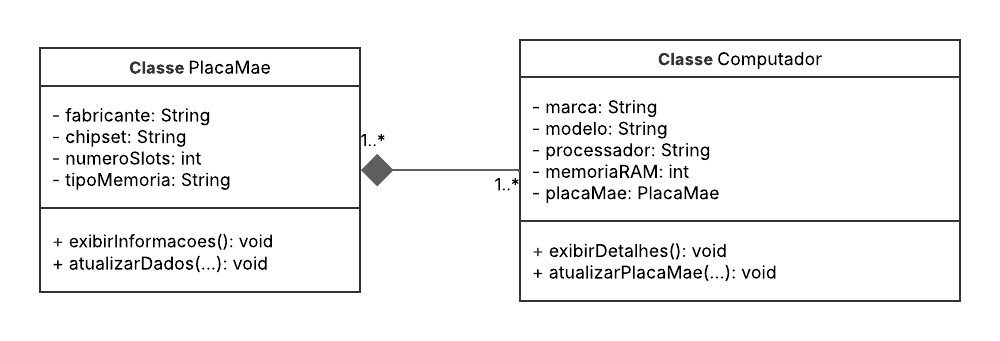 Classe PlacaMae
- fabricante: String
- chipset: String
- numeroSlots: int
- tipoMemoria: String
+ exibirInformacoes(): void
+ atualizarDados(...): void
1..*
1..*
Classe Computador
- marca: String
- modelo: String
- processador: String
- memoriaRAM: int
- placaMae: PlacaMae
+ exibirDetalhes(): void
+ atualizarPlacaMae(...): void